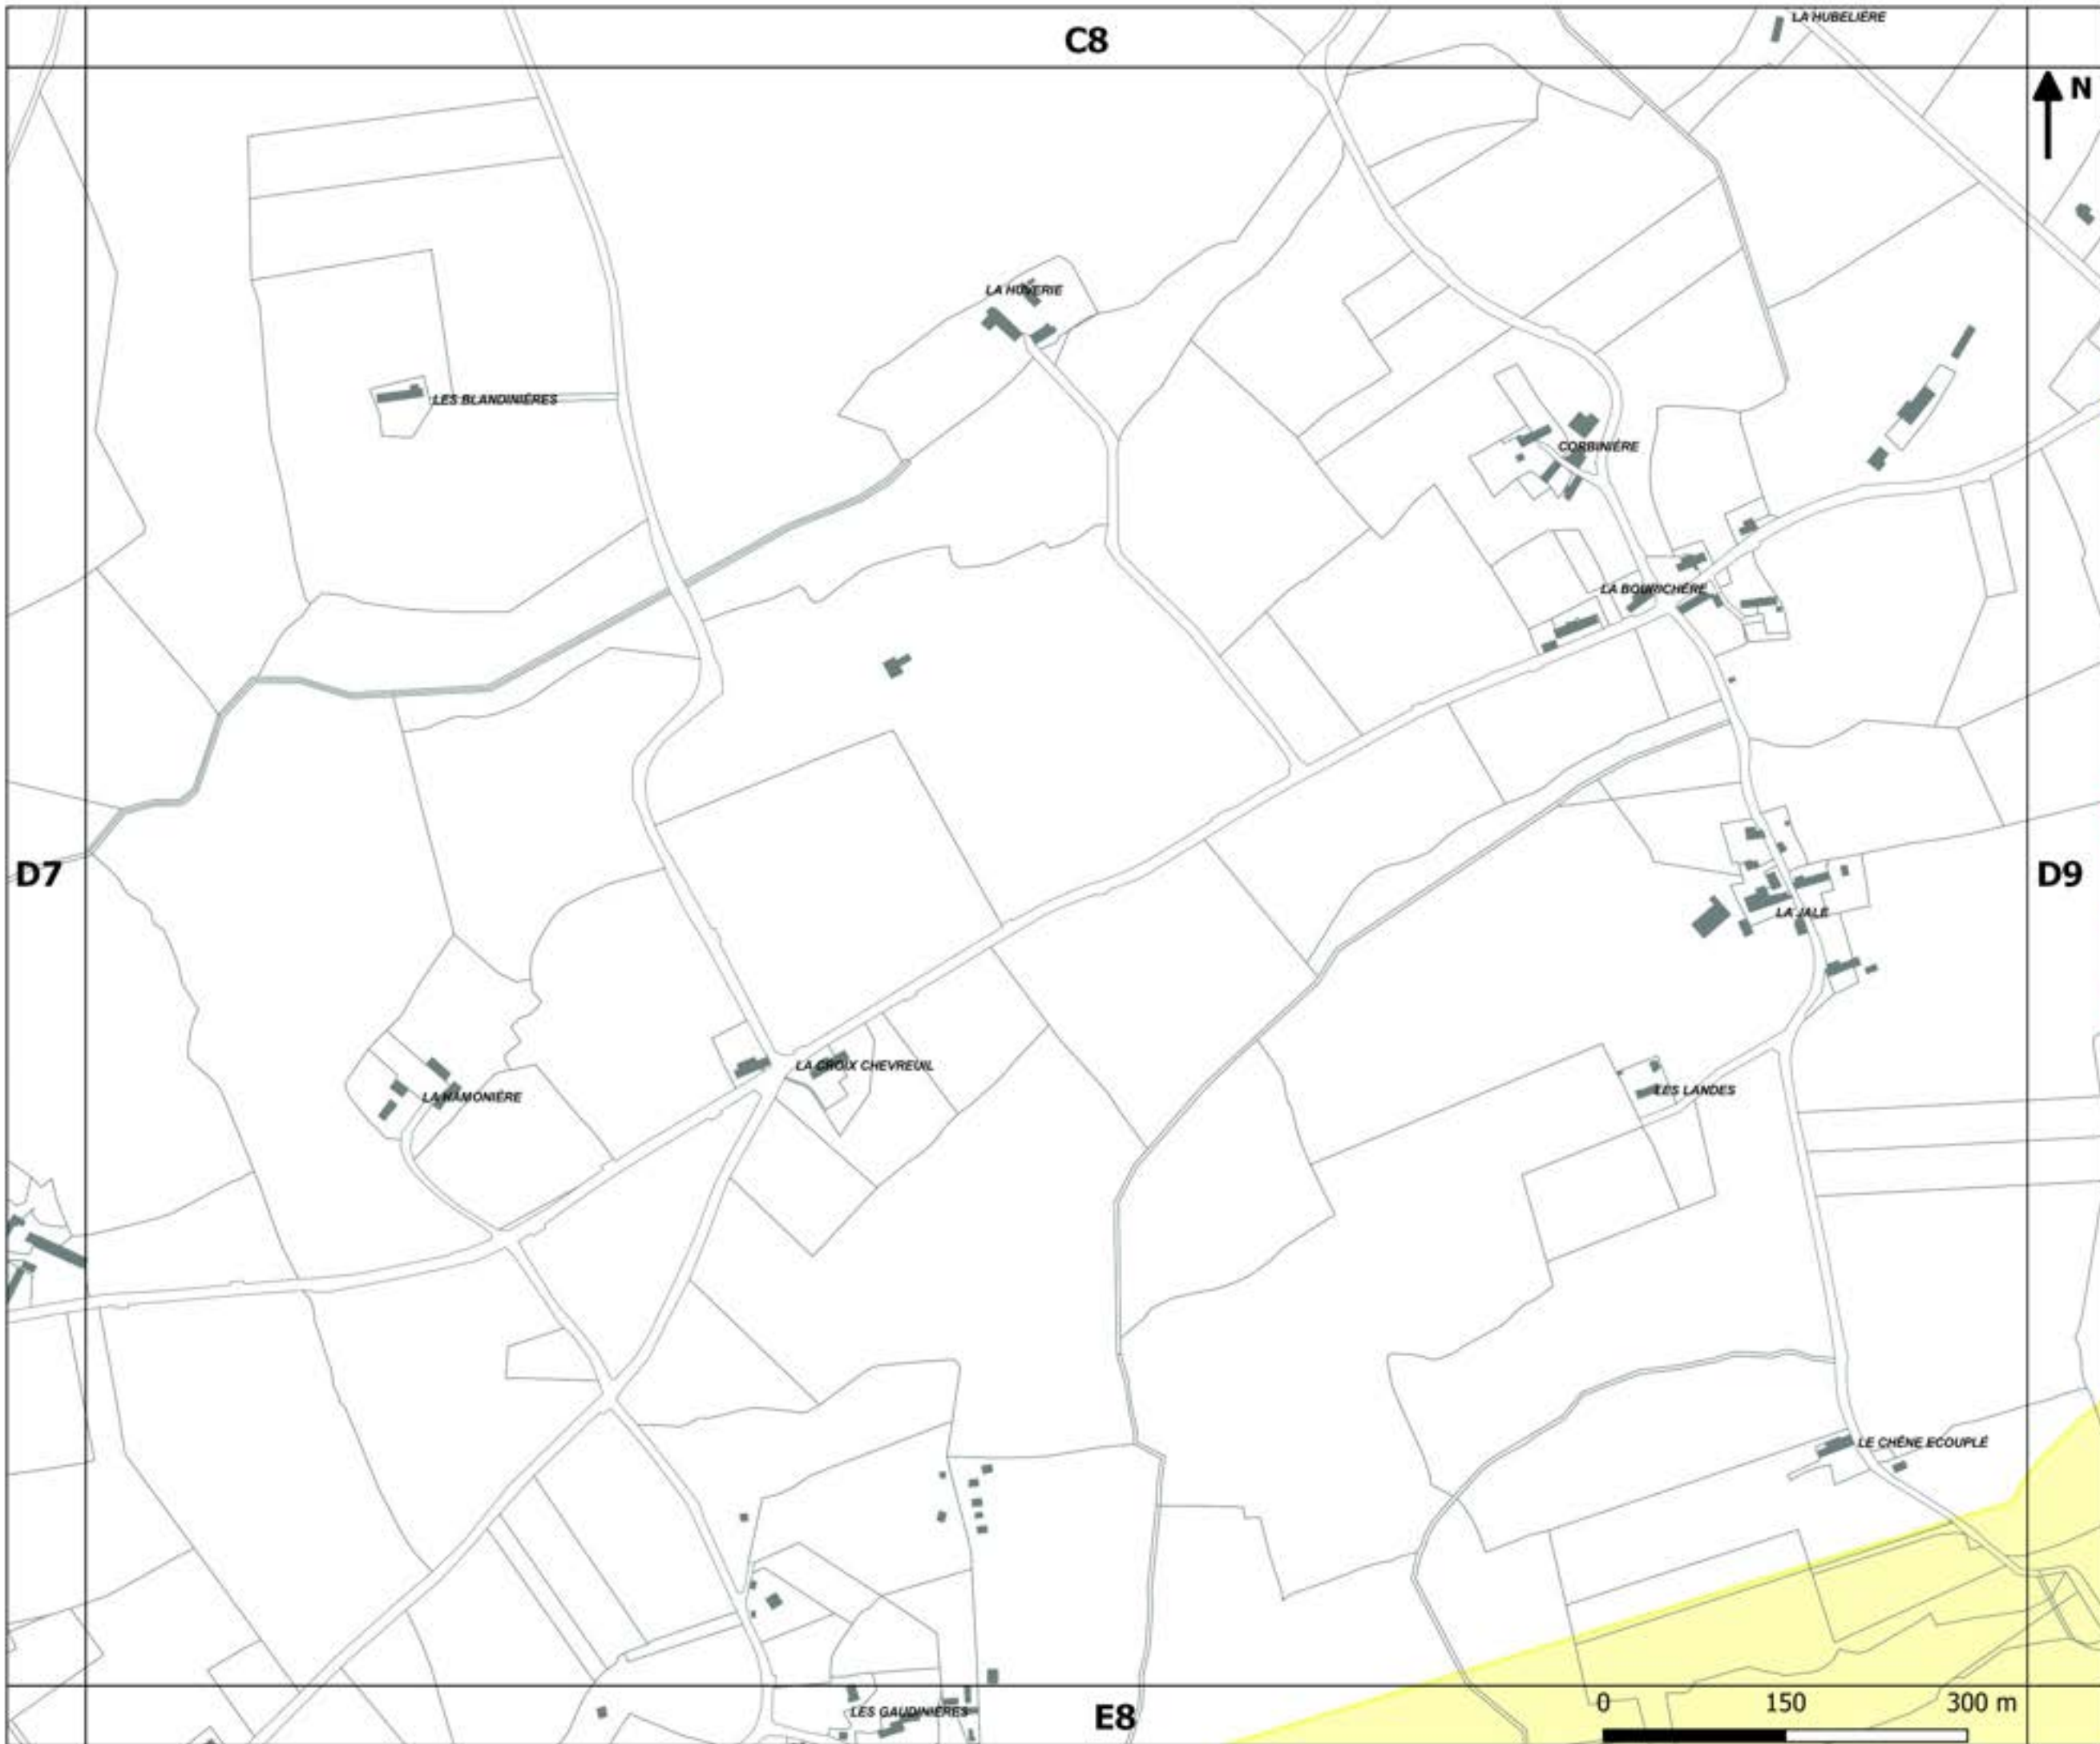 LA HUBELIÈRE
C8
N
LA HUVERIE
LES BLANDINIÈRES
CORBINIÈRE
LA BOURICHÈRE
D7
D9
LA JALE
LA CROIX CHEVREUIL
LES LANDES
LA HAMONIÈRE
LE CHÊNE ECOUPLÉ
0 150 300 m
LES GAUDINIÈRES
E8